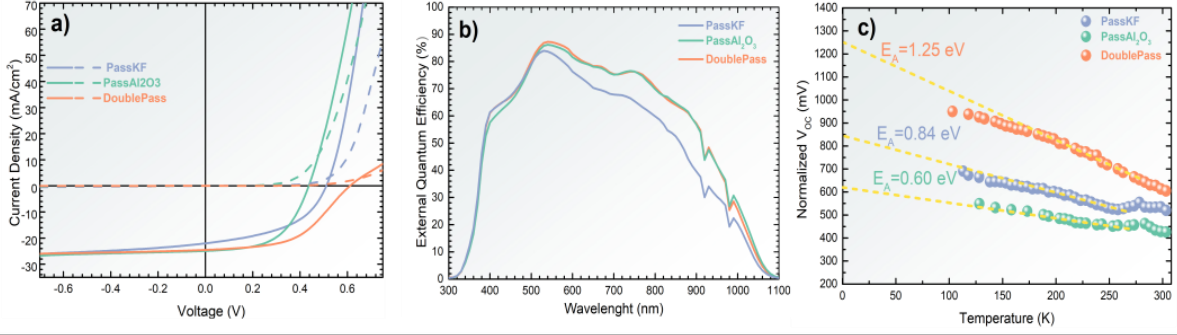 a)
Current Density (mA/cm²)
70
60
50
40
30
20
10
0
-10
-20
-30
PassKF
PassAl2O3
DoublePass
-0.6 -0.4 -0.2 0.0 0.2 0.4 0.6
Voltage (V)
b)
External Quantum Efficiency (%)
100
90
80
70
60
50
40
30
20
10
0
PassKF
PassAl₂O₃
DoublePass
300 400 500 600 700 800 900 1000 1100
Wavelenght (nm)
c)
Normalized V_OC (mV)
1400
1300
1200
1100
1000
900
800
700
600
500
400
300
200
PassKF
PassAl₂O₃
DoublePass
E_A=1.25 eV
E_A=0.84 eV
E_A=0.60 eV
0 50 100 150 200 250 300
Temperature (K)